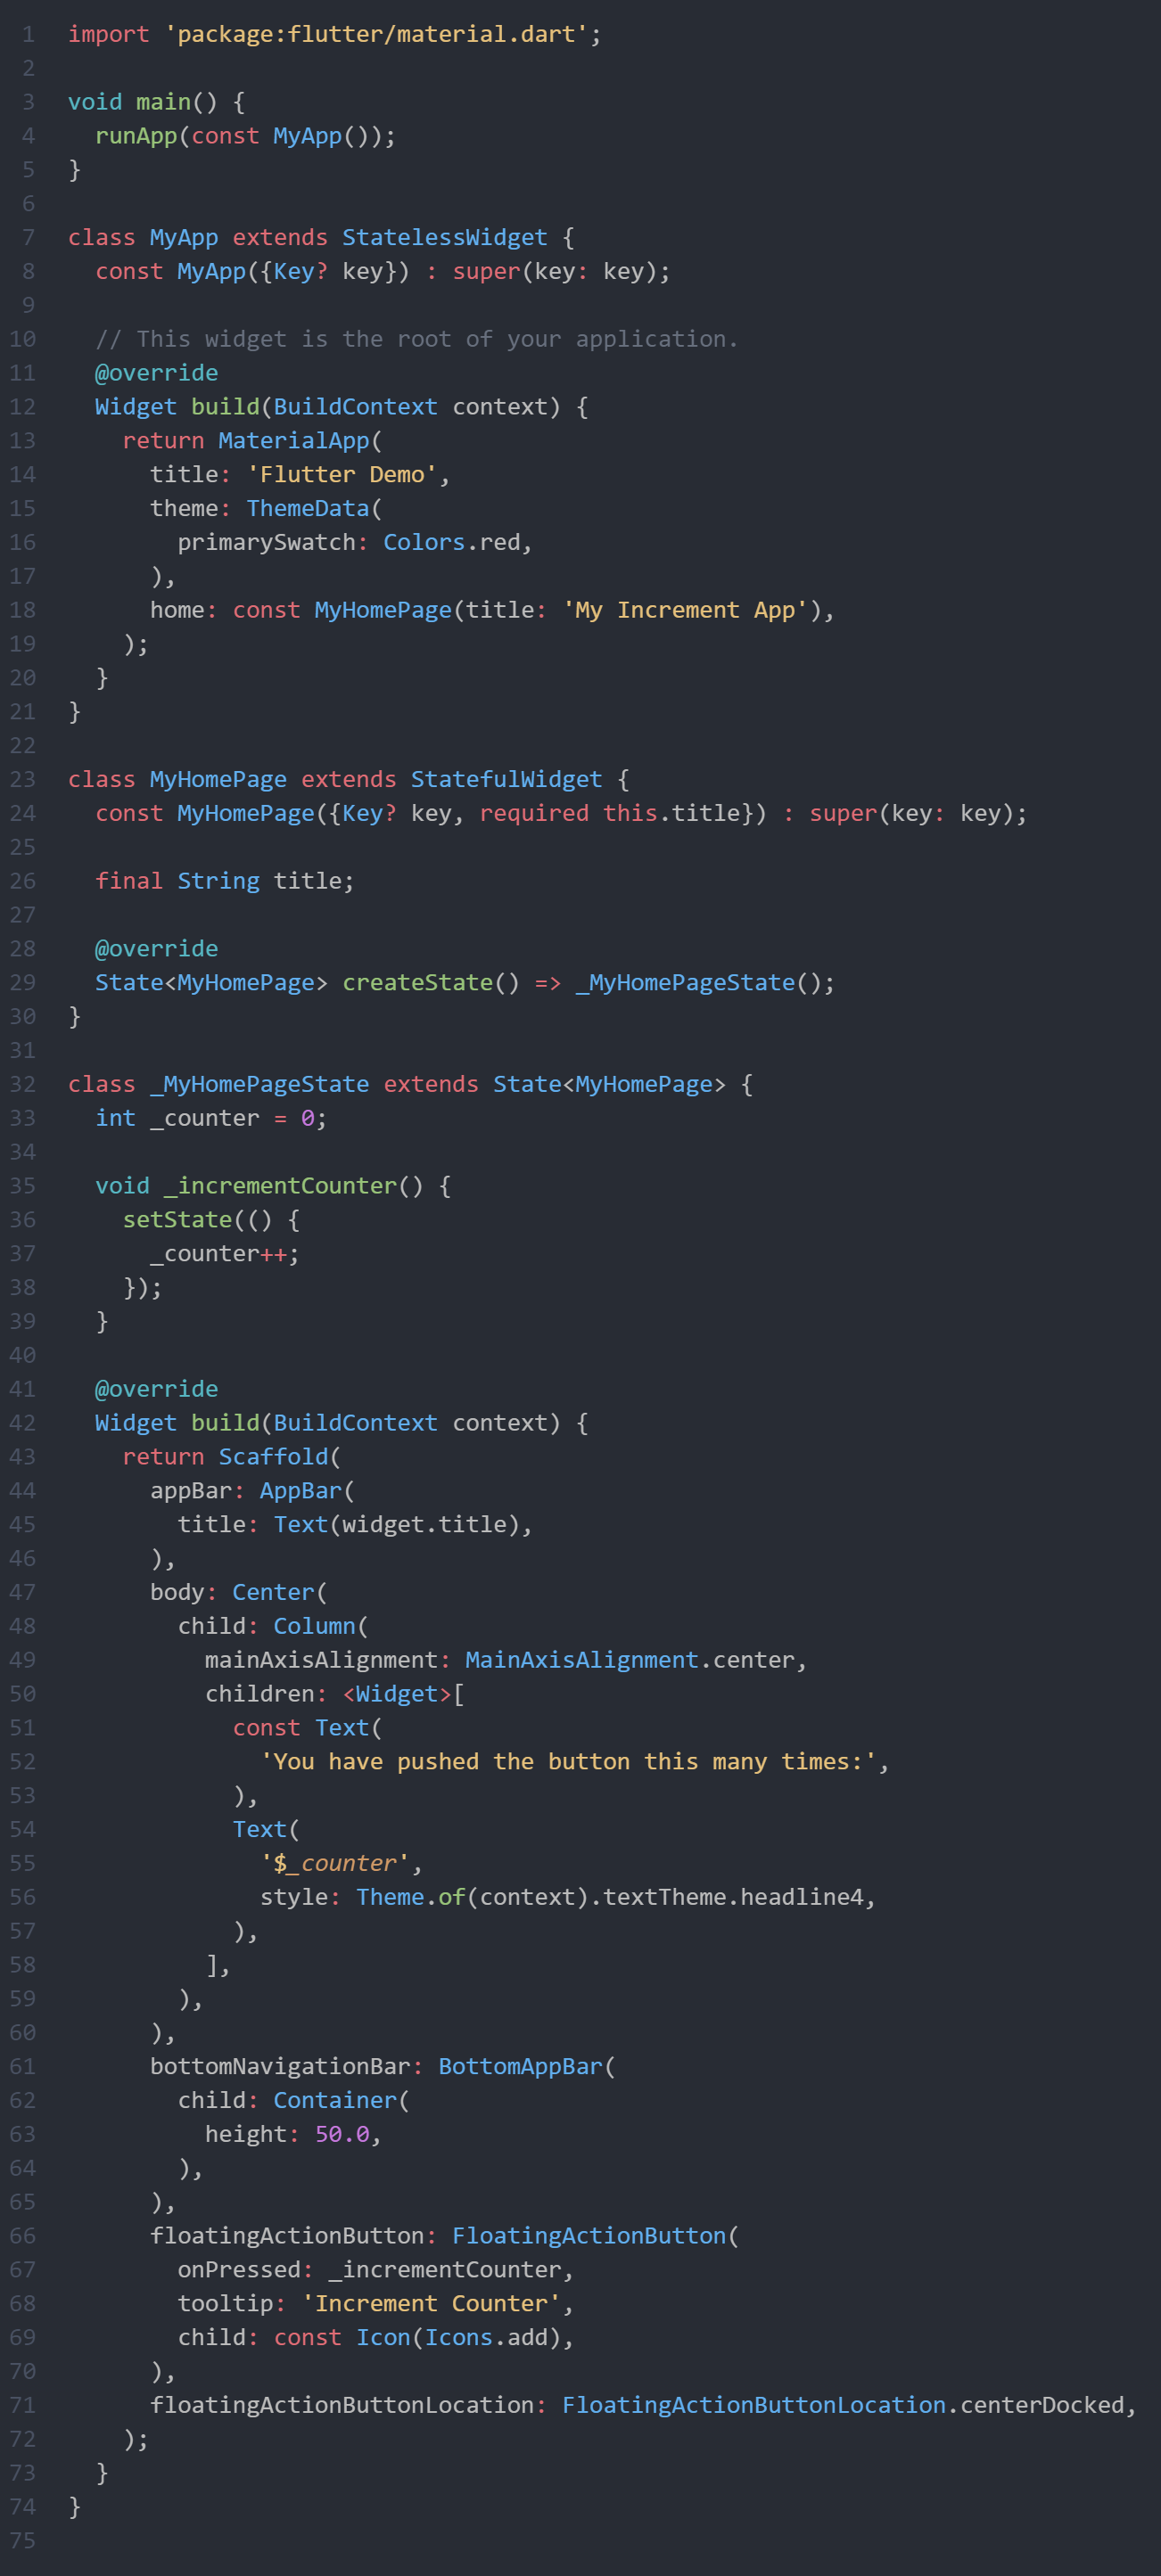 1 import 'package:flutter/material.dart';
2
3 void main() {
4   runApp(const MyApp());
5 }
6
7 class MyApp extends StatelessWidget {
8   const MyApp({Key? key}) : super(key: key);
9
10   // This widget is the root of your application.
11   @override
12   Widget build(BuildContext context) {
13     return MaterialApp(
14       title: 'Flutter Demo',
15       theme: ThemeData(
16         primarySwatch: Colors.red,
17       ),
18       home: const MyHomePage(title: 'My Increment App'),
19     );
20   }
21 }
22
23 class MyHomePage extends StatefulWidget {
24   const MyHomePage({Key? key, required this.title}) : super(key: key);
25
26   final String title;
27
28   @override
29   State<MyHomePage> createState() => _MyHomePageState();
30 }
31
32 class _MyHomePageState extends State<MyHomePage> {
33   int _counter = 0;
34
35   void _incrementCounter() {
36     setState(() {
37       _counter++;
38     });
39   }
40
41   @override
42   Widget build(BuildContext context) {
43     return Scaffold(
44       appBar: AppBar(
45         title: Text(widget.title),
46       ),
47       body: Center(
48         child: Column(
49           mainAxisAlignment: MainAxisAlignment.center,
50           children: <Widget>[
51             const Text(
52               'You have pushed the button this many times:',
53             ),
54             Text(
55               '$_counter',
56               style: Theme.of(context).textTheme.headline4,
57             ),
58           ],
59         ),
60       ),
61       bottomNavigationBar: BottomAppBar(
62         child: Container(
63           height: 50.0,
64         ),
65       ),
66       floatingActionButton: FloatingActionButton(
67         onPressed: _incrementCounter,
68         tooltip: 'Increment Counter',
69         child: const Icon(Icons.add),
70       ),
71       floatingActionButtonLocation: FloatingActionButtonLocation.centerDocked,
72     );
73   }
74 }
75